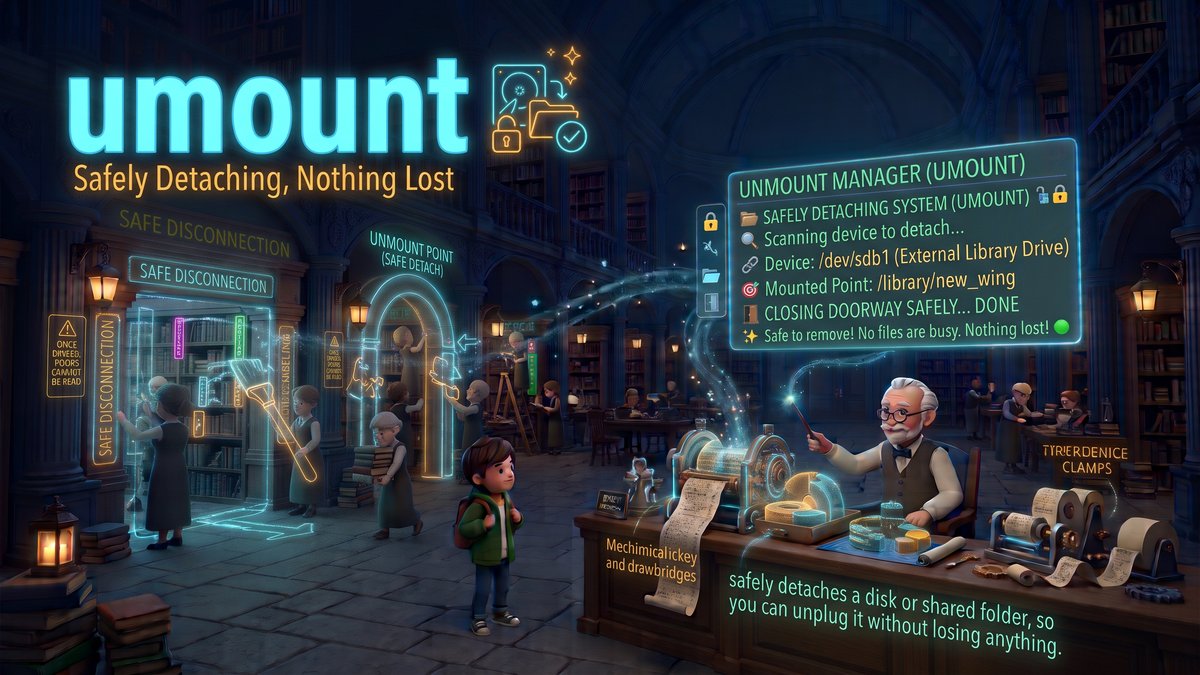 umount
Safely Detaching, Nothing Lost
SAFE DISCONNECTION
SAFE DISCONNECTION
ONCE
DIVEED,
POORS
CANNOT
BE READ
SAFE DISCONNECTION
UNMOUNT POINT
(SAFE DETACH)
UNMOUNT MANAGER (UMOUNT)
SAFELY DETACHING SYSTEM (UMOUNT)
Scanning device to detach...
Device: /dev/sdb1 (External Library Drive)
Mounted Point: /library/new_wing
CLOSING DOORWAY SAFELY... DONE
Safe to remove! No files are busy. Nothing lost!
TYRERDENICE
CLAMPS
Mechimicalickey
and drawbridges
safely detaches a disk or shared folder, so
you can unplug it without losing anything.